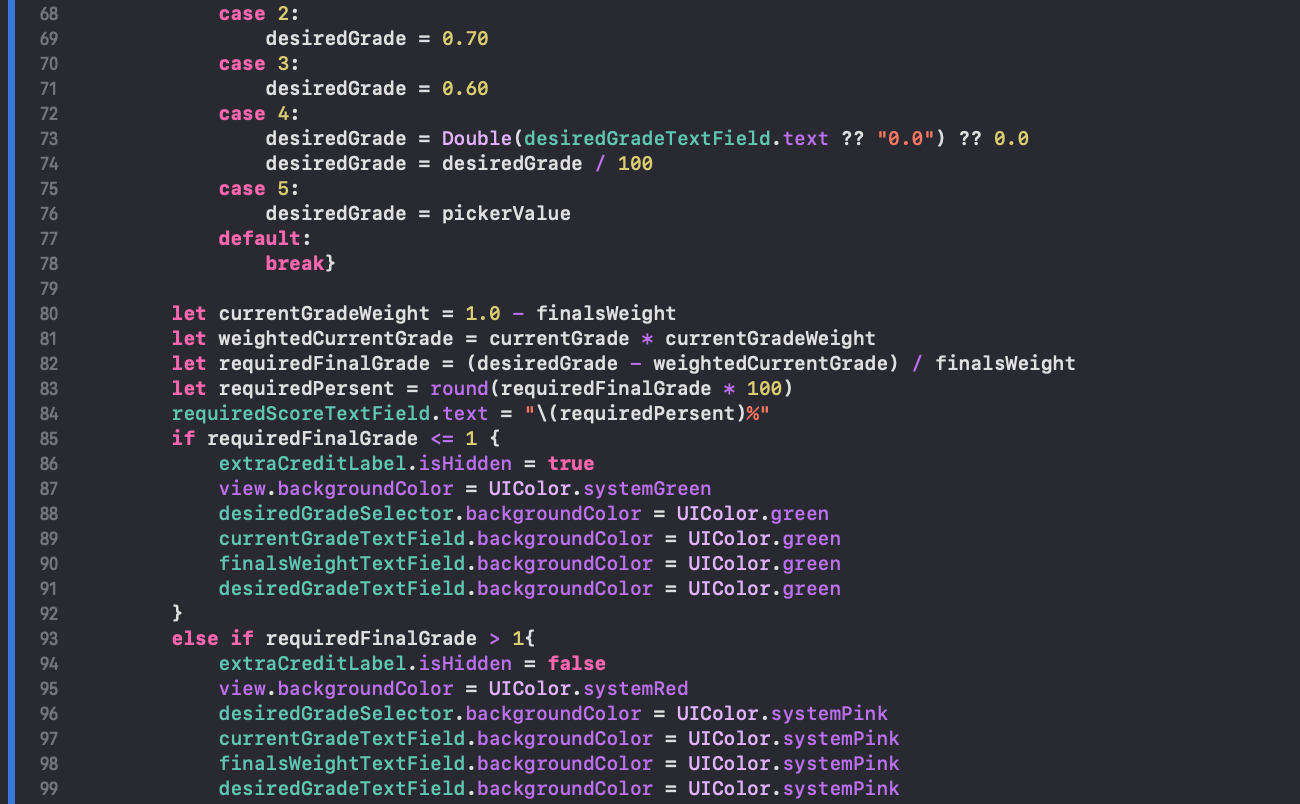 68 case 2:
69 desiredGrade = 0.70
70 case 3:
71 desiredGrade = 0.60
72 case 4:
73 desiredGrade = Double(desiredGradeTextField.text ?? "0.0") ?? 0.0
74 desiredGrade = desiredGrade / 100
75 case 5:
76 desiredGrade = pickerValue
77 default:
78 break}
79
80 let currentGradeWeight = 1.0 - finalsWeight
81 let weightedCurrentGrade = currentGrade * currentGradeWeight
82 let requiredFinalGrade = (desiredGrade - weightedCurrentGrade) / finalsWeight
83 let requiredPersent = round(requiredFinalGrade * 100)
84 requiredScoreTextField.text = "\(requiredPersent)%"
85 if requiredFinalGrade <= 1 {
86 extraCreditLabel.isHidden = true
87 view.backgroundColor = UIColor.systemGreen
88 desiredGradeSelector.backgroundColor = UIColor.green
89 currentGradeTextField.backgroundColor = UIColor.green
90 finalsWeightTextField.backgroundColor = UIColor.green
91 desiredGradeTextField.backgroundColor = UIColor.green
92 }
93 else if requiredFinalGrade > 1{
94 extraCreditLabel.isHidden = false
95 view.backgroundColor = UIColor.systemRed
96 desiredGradeSelector.backgroundColor = UIColor.systemPink
97 currentGradeTextField.backgroundColor = UIColor.systemPink
98 finalsWeightTextField.backgroundColor = UIColor.systemPink
99 desiredGradeTextField.backgroundColor = UIColor.systemPink